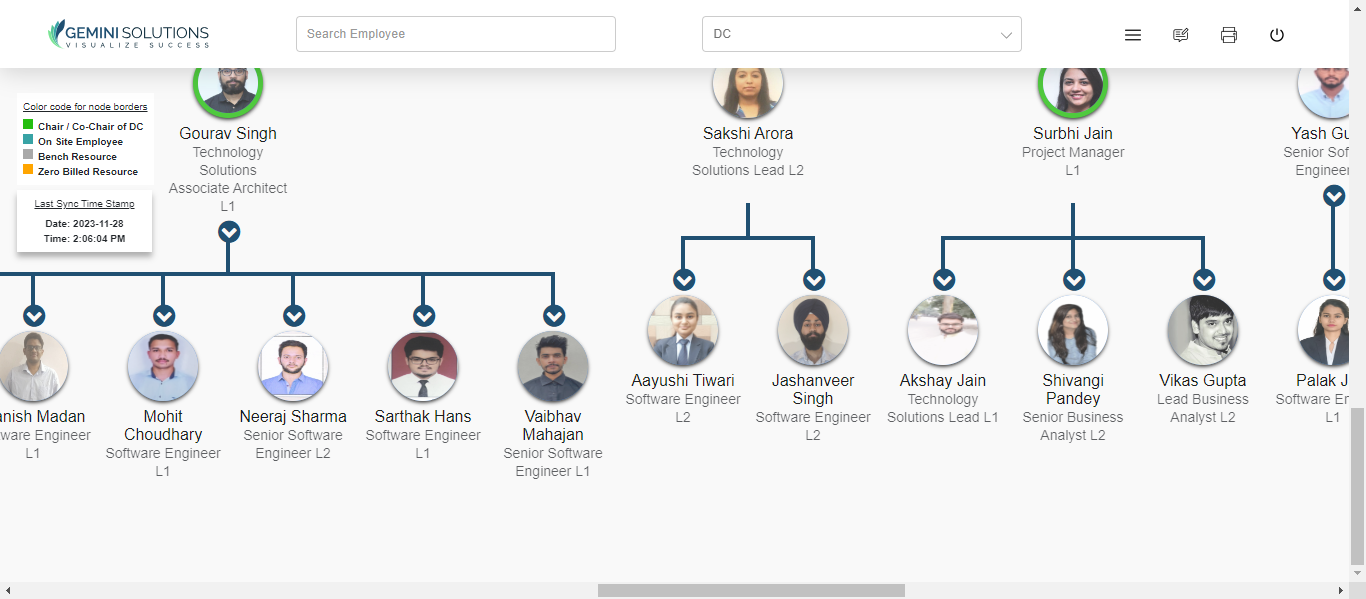 GEMINI SOLUTIONS
VISUALIZE SUCCESS
Search Employee
DC
Color code for node borders
Chair / Co-Chair of DC
On Site Employee
Bench Resource
Zero Billed Resource
Last Sync Time Stamp
Date: 2023-11-28
Time: 2:06:04 PM
Gourav Singh
Technology
Solutions
Associate Architect
L1
Sakshi Arora
Technology
Solutions Lead L2
Surbhi Jain
Project Manager
L1
Yash Gu
Senior Sof
Enginee
anish Madan
ware Engineer
L1
Mohit
Choudhary
Software Engineer
L1
Neeraj Sharma
Senior Software
Engineer L2
Sarthak Hans
Software Engineer
L1
Vaibhav
Mahajan
Senior Software
Engineer L1
Aayushi Tiwari
Software Engineer
L2
Jashanveer
Singh
Software Engineer
L2
Akshay Jain
Technology
Solutions Lead L1
Shivangi
Pandey
Senior Business
Analyst L2
Vikas Gupta
Lead Business
Analyst L2
Palak J
Software En
L1